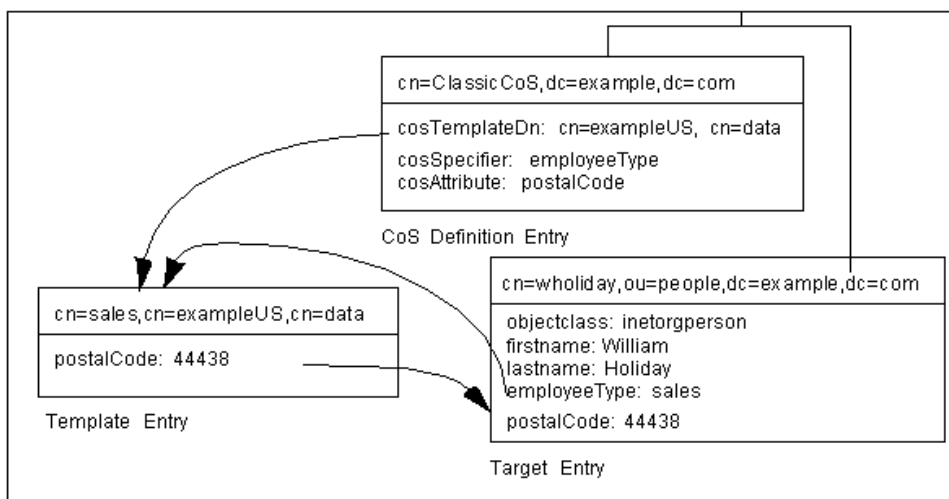 cn=ClassicCoS,dc=example,dc=com
cosTemplateDn: cn=exampleUS, cn=data
cosSpecifier: employeeType
cosAttribute: postalCode
CoS Definition Entry
cn=wholiday,ou=people,dc=example,dc=com
objectclass: inetorgperson
firstname: William
lastname: Holiday
employeeType: sales
postalCode: 44438
Target Entry
cn=sales,cn=exampleUS,cn=data
postalCode: 44438
Template Entry